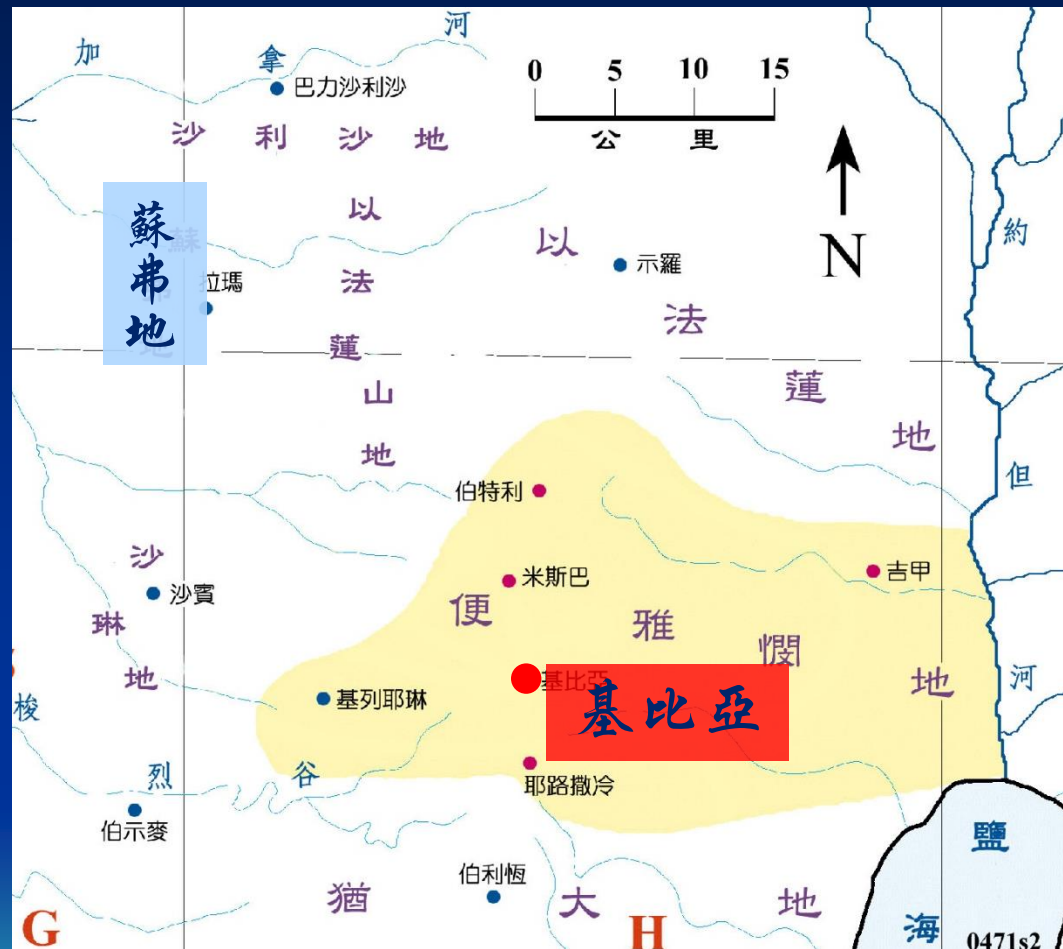 加拿河
巴力沙利沙
0 5 10 15
公里
沙利沙地
N
蘇弗地
拉瑪
以法蓮山地
示羅
以法蓮地
約但河
伯特利
米斯巴
吉甲
沙琳地
沙賓
便雅憫地
基比亞
基比亞
基列耶琳
梭烈谷
耶路撒冷
伯示麥
伯利恆
猶大地
鹽海
G
H
0471s2